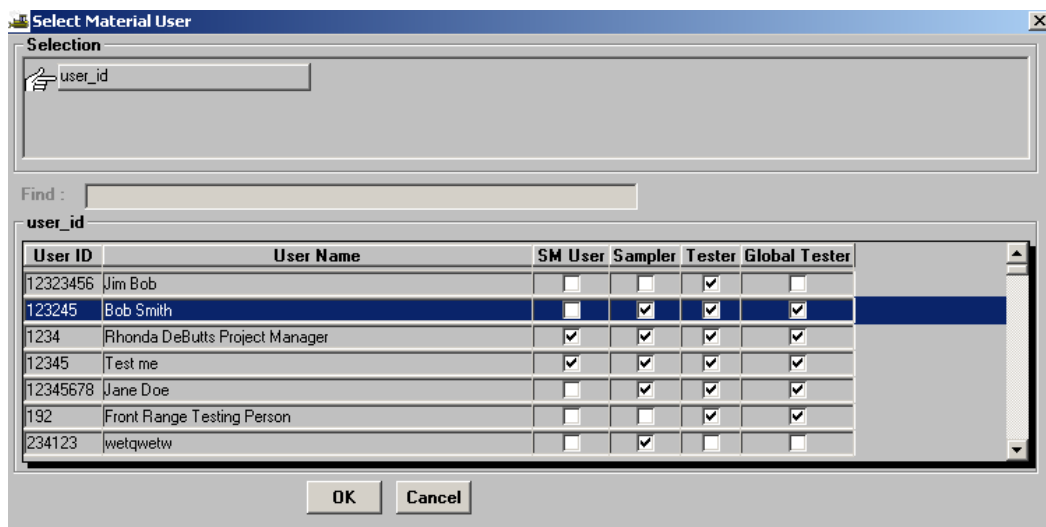 Select Material User
Selection
user_id
Find :
user_id
User ID User Name SM User Sampler Tester Global Tester
12323456 Jim Bob
123245 Bob Smith
1234 Rhonda DeButts Project Manager
12345 Test me
12345678 Jane Doe
192 Front Range Testing Person
234123 wetqwetw
OK Cancel